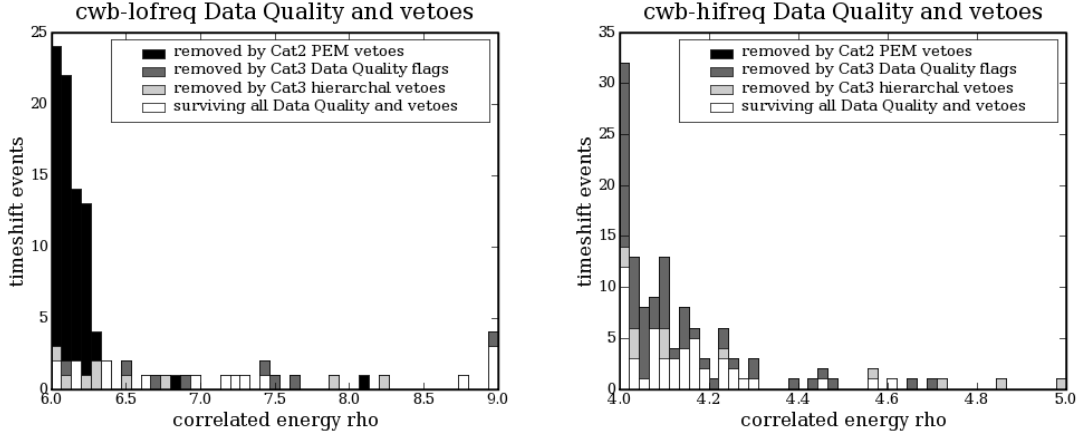 cwb-lofreq Data Quality and vetoes
25
20
15
10
5
0
6.0 6.5 7.0 7.5 8.0 8.5 9.0
timeshift events
correlated energy rho
removed by Cat2 PEM vetoes
removed by Cat3 Data Quality flags
removed by Cat3 hierarchal vetoes
surviving all Data Quality and vetoes
cwb-hifreq Data Quality and vetoes
35
30
25
20
15
10
5
0
4.0 4.2 4.4 4.6 4.8 5.0
timeshift events
correlated energy rho
removed by Cat2 PEM vetoes
removed by Cat3 Data Quality flags
removed by Cat3 hierarchal vetoes
surviving all Data Quality and vetoes